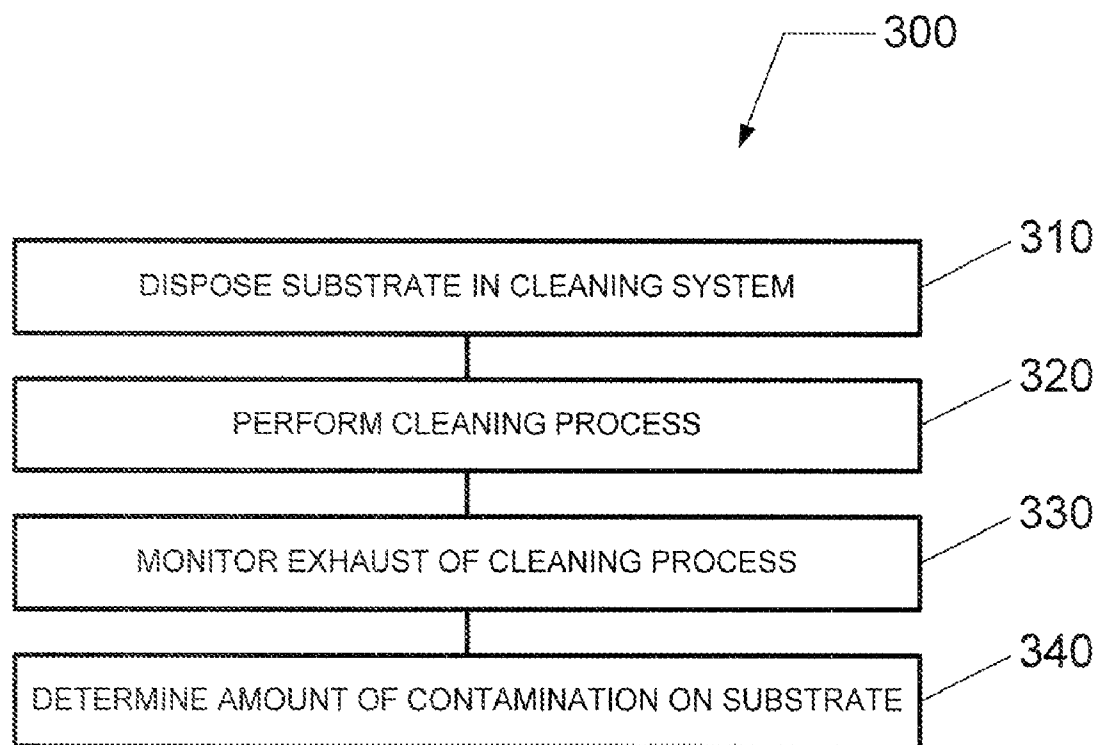 300
310
DISPOSE SUBSTRATE IN CLEANING SYSTEM
320
PERFORM CLEANING PROCESS
330
MONITOR EXHAUST OF CLEANING PROCESS
340
DETERMINE AMOUNT OF CONTAMINATION ON SUBSTRATE